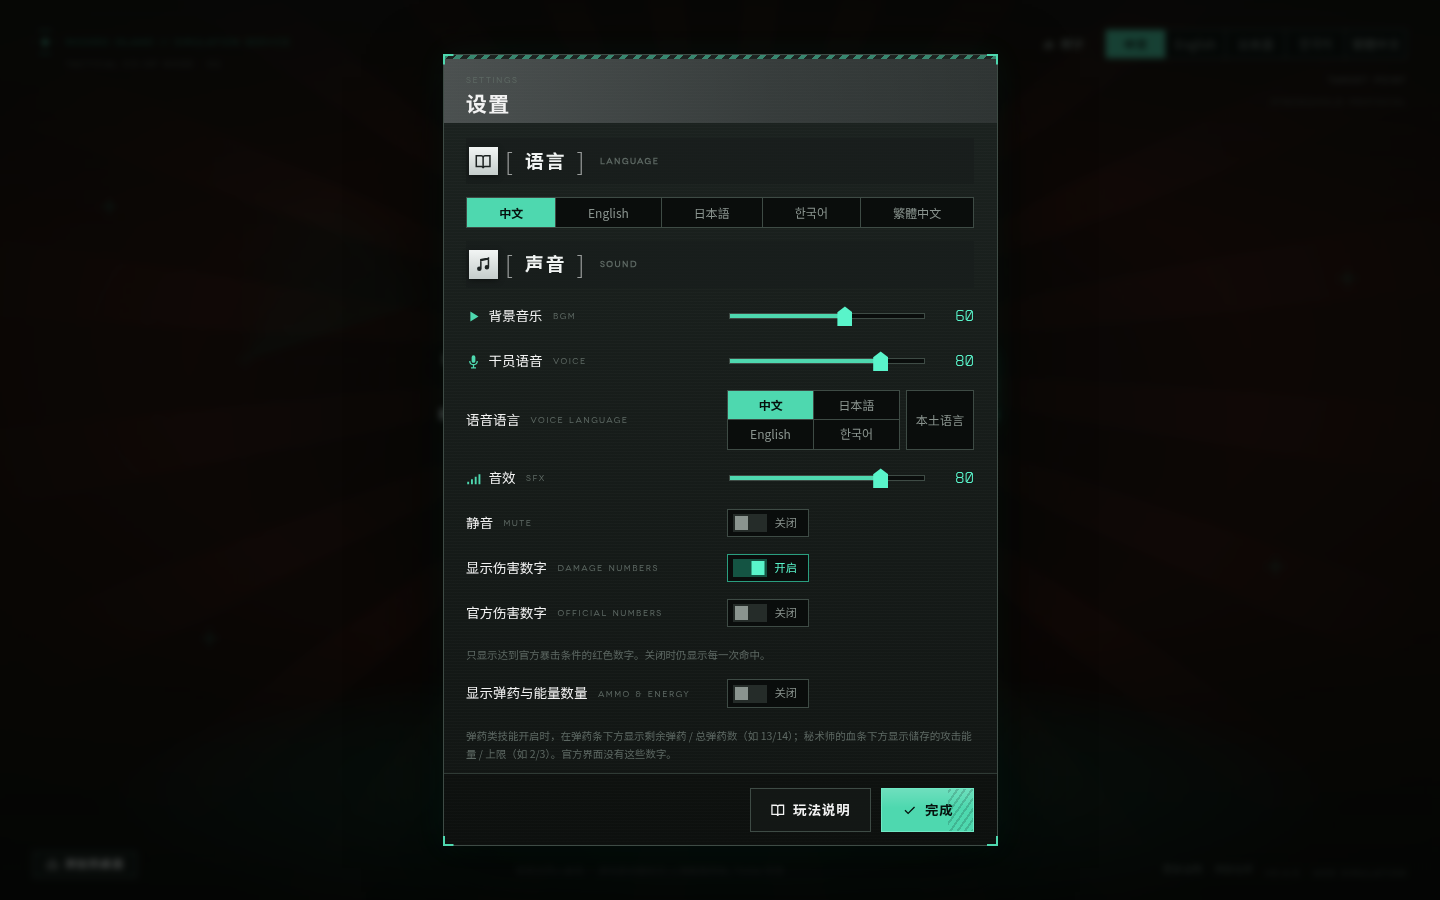 SETTINGS
设置
[ 语言 ] LANGUAGE
中文 English 日本語 한국어 繁體中文
[ 声音 ] SOUND
背景音乐 BGM 60
干员语音 VOICE 80
语音语言 VOICE LANGUAGE 中文 日本語 本土语言
English 한국어
音效 SFX 80
静音 MUTE 关闭
显示伤害数字 DAMAGE NUMBERS 开启
官方伤害数字 OFFICIAL NUMBERS 关闭
只显示达到官方暴击条件的红色数字。关闭时仍显示每一次命中。
显示弹药与能量数量 AMMO & ENERGY 关闭
弹药类技能开启时，在弹药条下方显示剩余弹药 / 总弹药数（如 13/14）；秘术师的血条下方显示储存的攻击能
量 / 上限（如 2/3）。官方界面没有这些数字。
玩法说明 完成